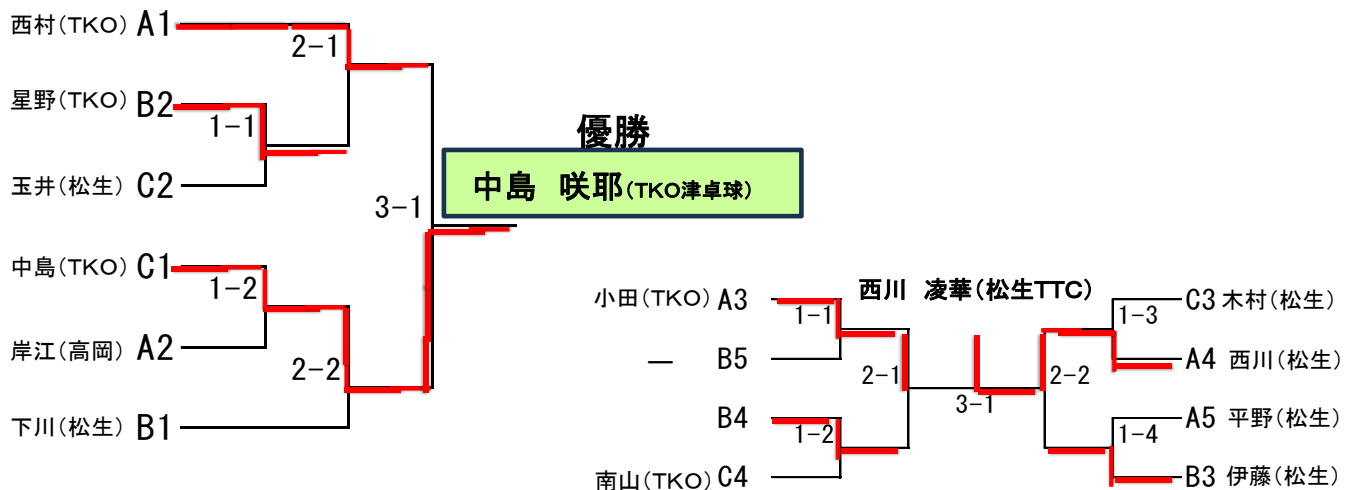 西村(TKO) A1
2-1
星野(TKO) B2
1-1
玉井(松生) C2
優勝
中島 咲耶(TKO津卓球)
3-1
中島(TKO) C1
1-2
岸江(高岡) A2
2-2
下川(松生) B1
西川 凌華(松生TTC)
小田(TKO) A3
1-1
― B5
2-1
B4
1-2
南山(TKO) C4
3-1
C3 木村(松生)
1-3
A4 西川(松生)
2-2
A5 平野(松生)
1-4
B3 伊藤(松生)